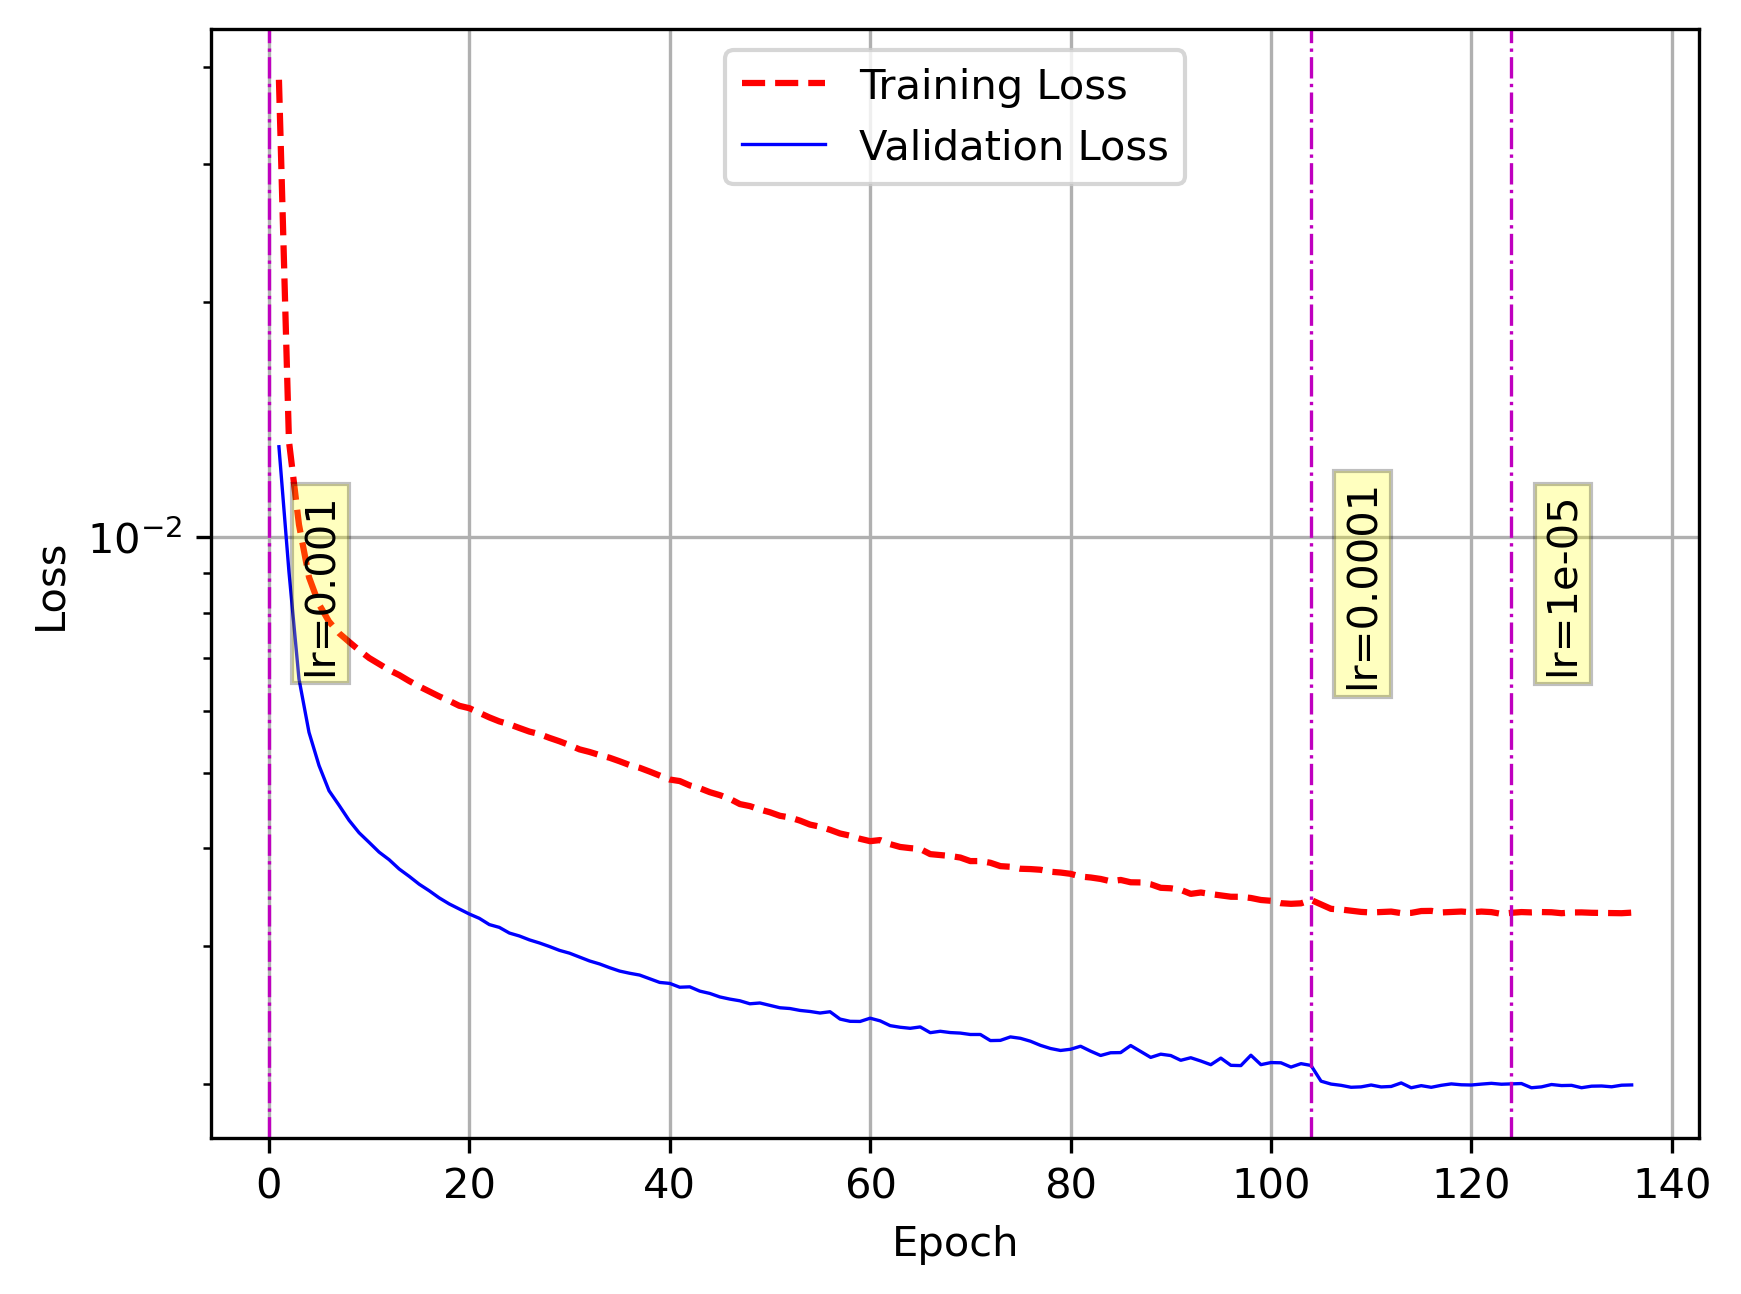 Training Loss
Validation Loss
Loss
10⁻²
lr=0.001
lr=0.0001
lr=1e-05
0 20 40 60 80 100 120 140
Epoch